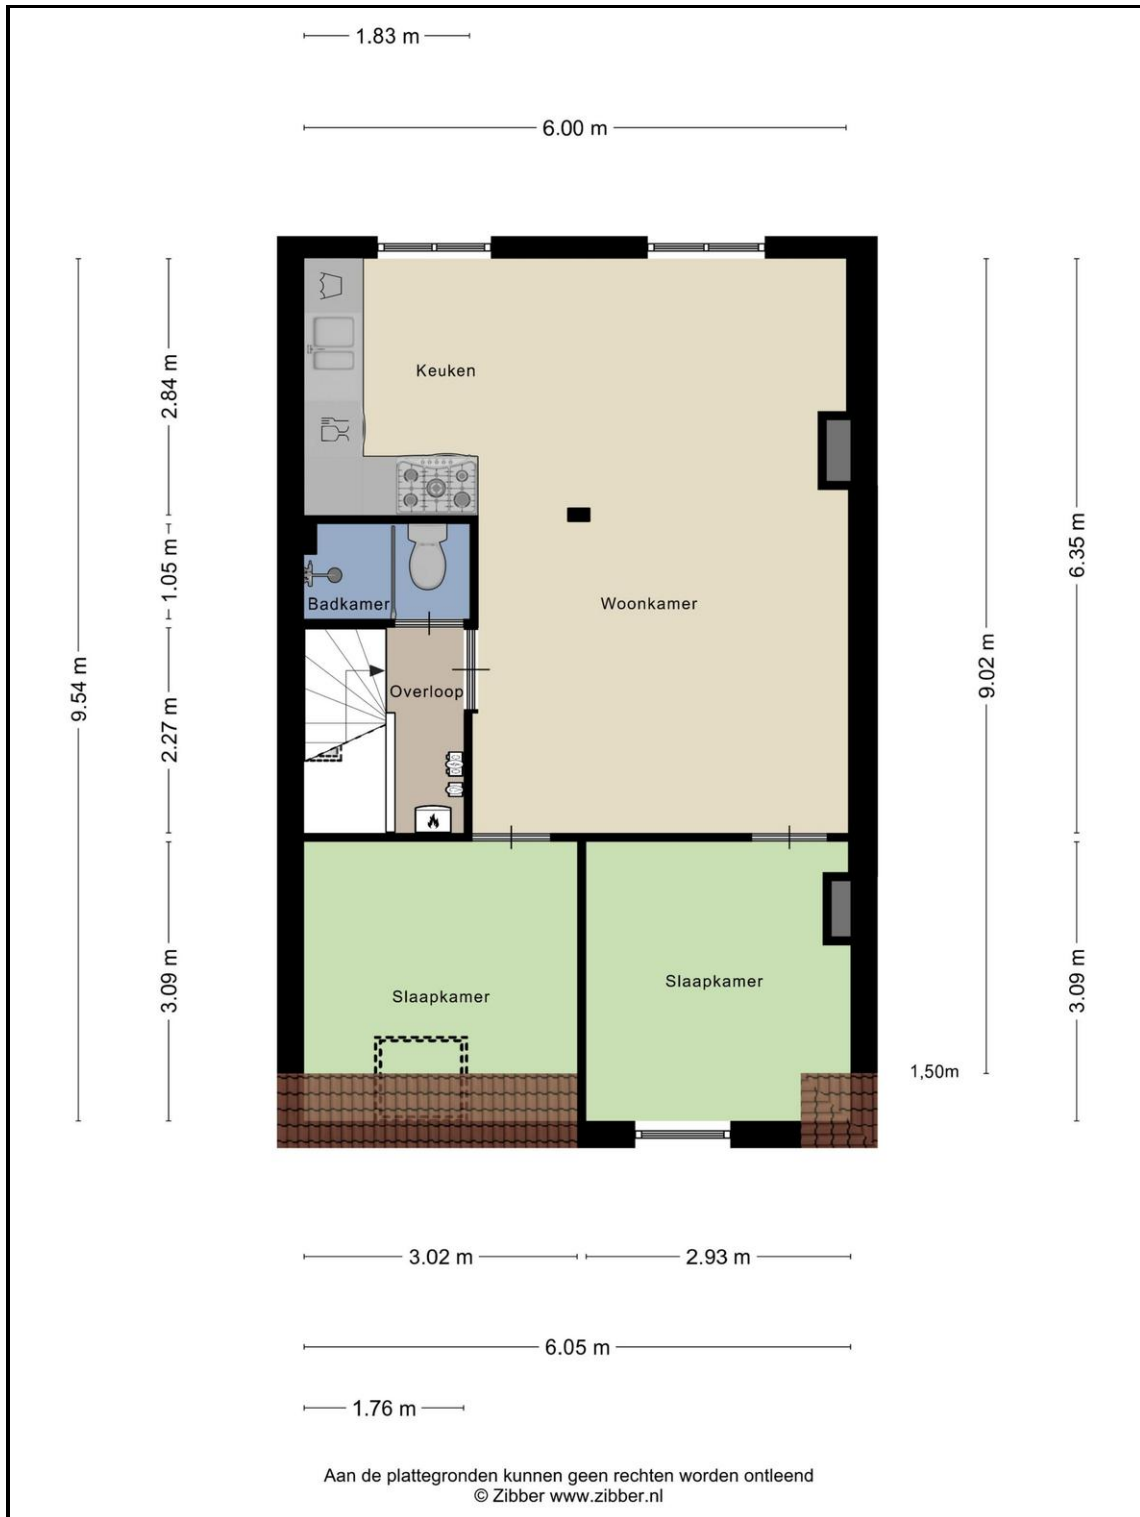 1.83 m
6.00 m
Keuken
2.84 m
1.05 m
6.35 m
Badkamer
Woonkamer
9.54 m
9.02 m
Overloop
2.27 m
3.09 m
Slaapkamer
Slaapkamer
3.09 m
1,50m
3.02 m
2.93 m
6.05 m
1.76 m
Aan de plattegronden kunnen geen rechten worden ontleend
© Zibber www.zibber.nl